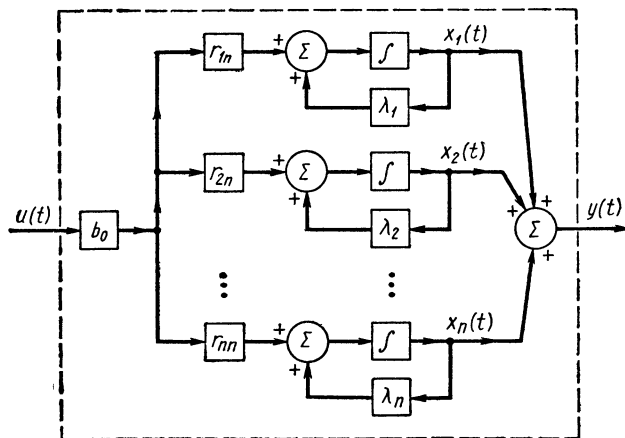 r₁ₙ + Σ ∫ x₁(t)
+ λ₁
r₂ₙ + Σ ∫ x₂(t)
+ λ₂
u(t) b₀ + + Σ y(t)
+
rₙₙ + Σ ∫ xₙ(t)
+ λₙ